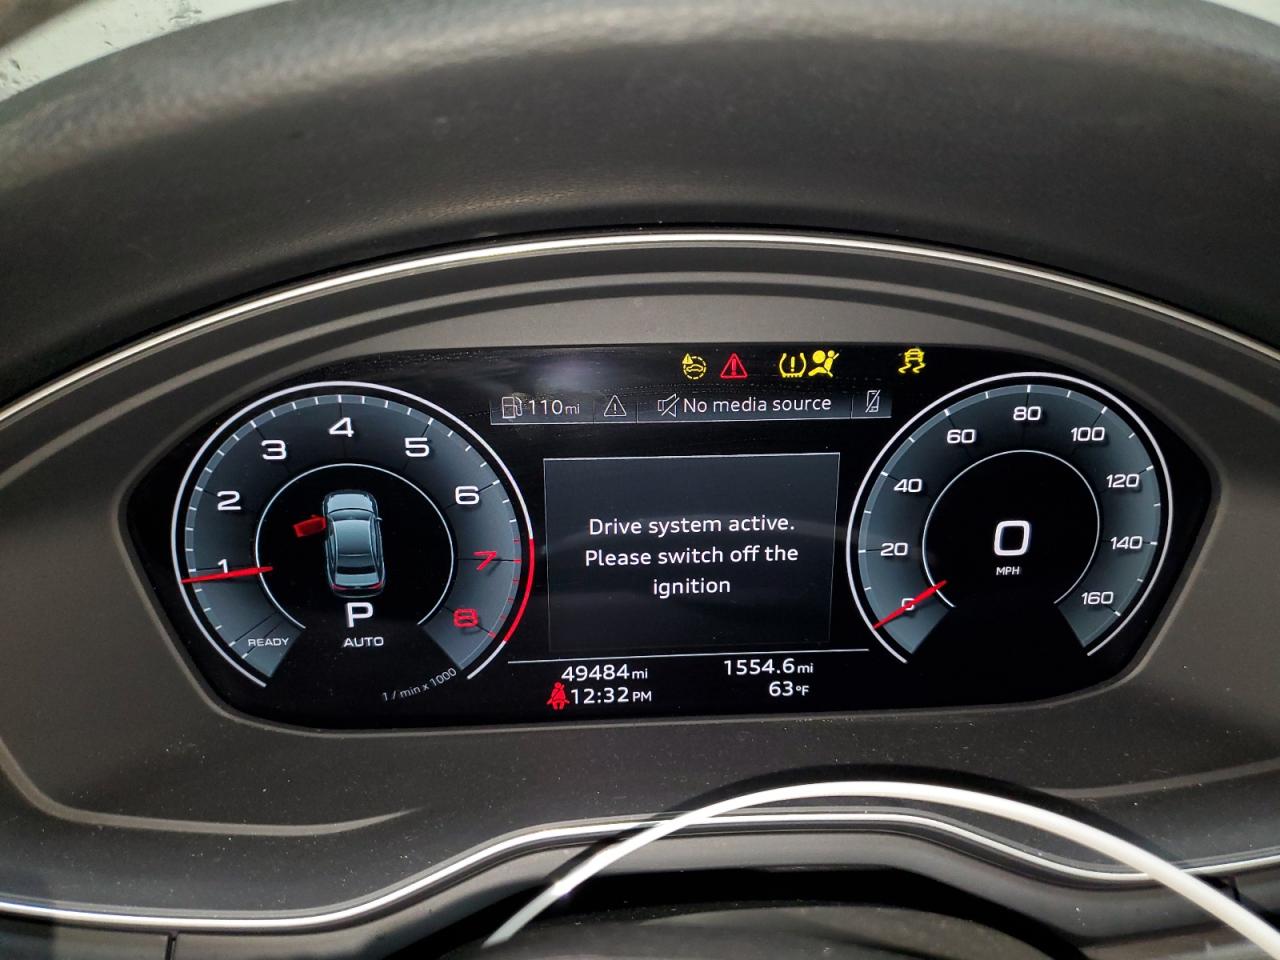 110mi
No media source
1
2
3
4
5
6
7
8
READY
1 / min x 1000
P
AUTO
Drive system active.
Please switch off the
ignition
49484mi
1554.6mi
12:32PM
63°F
0
20
40
60
80
100
120
140
160
0
MPH